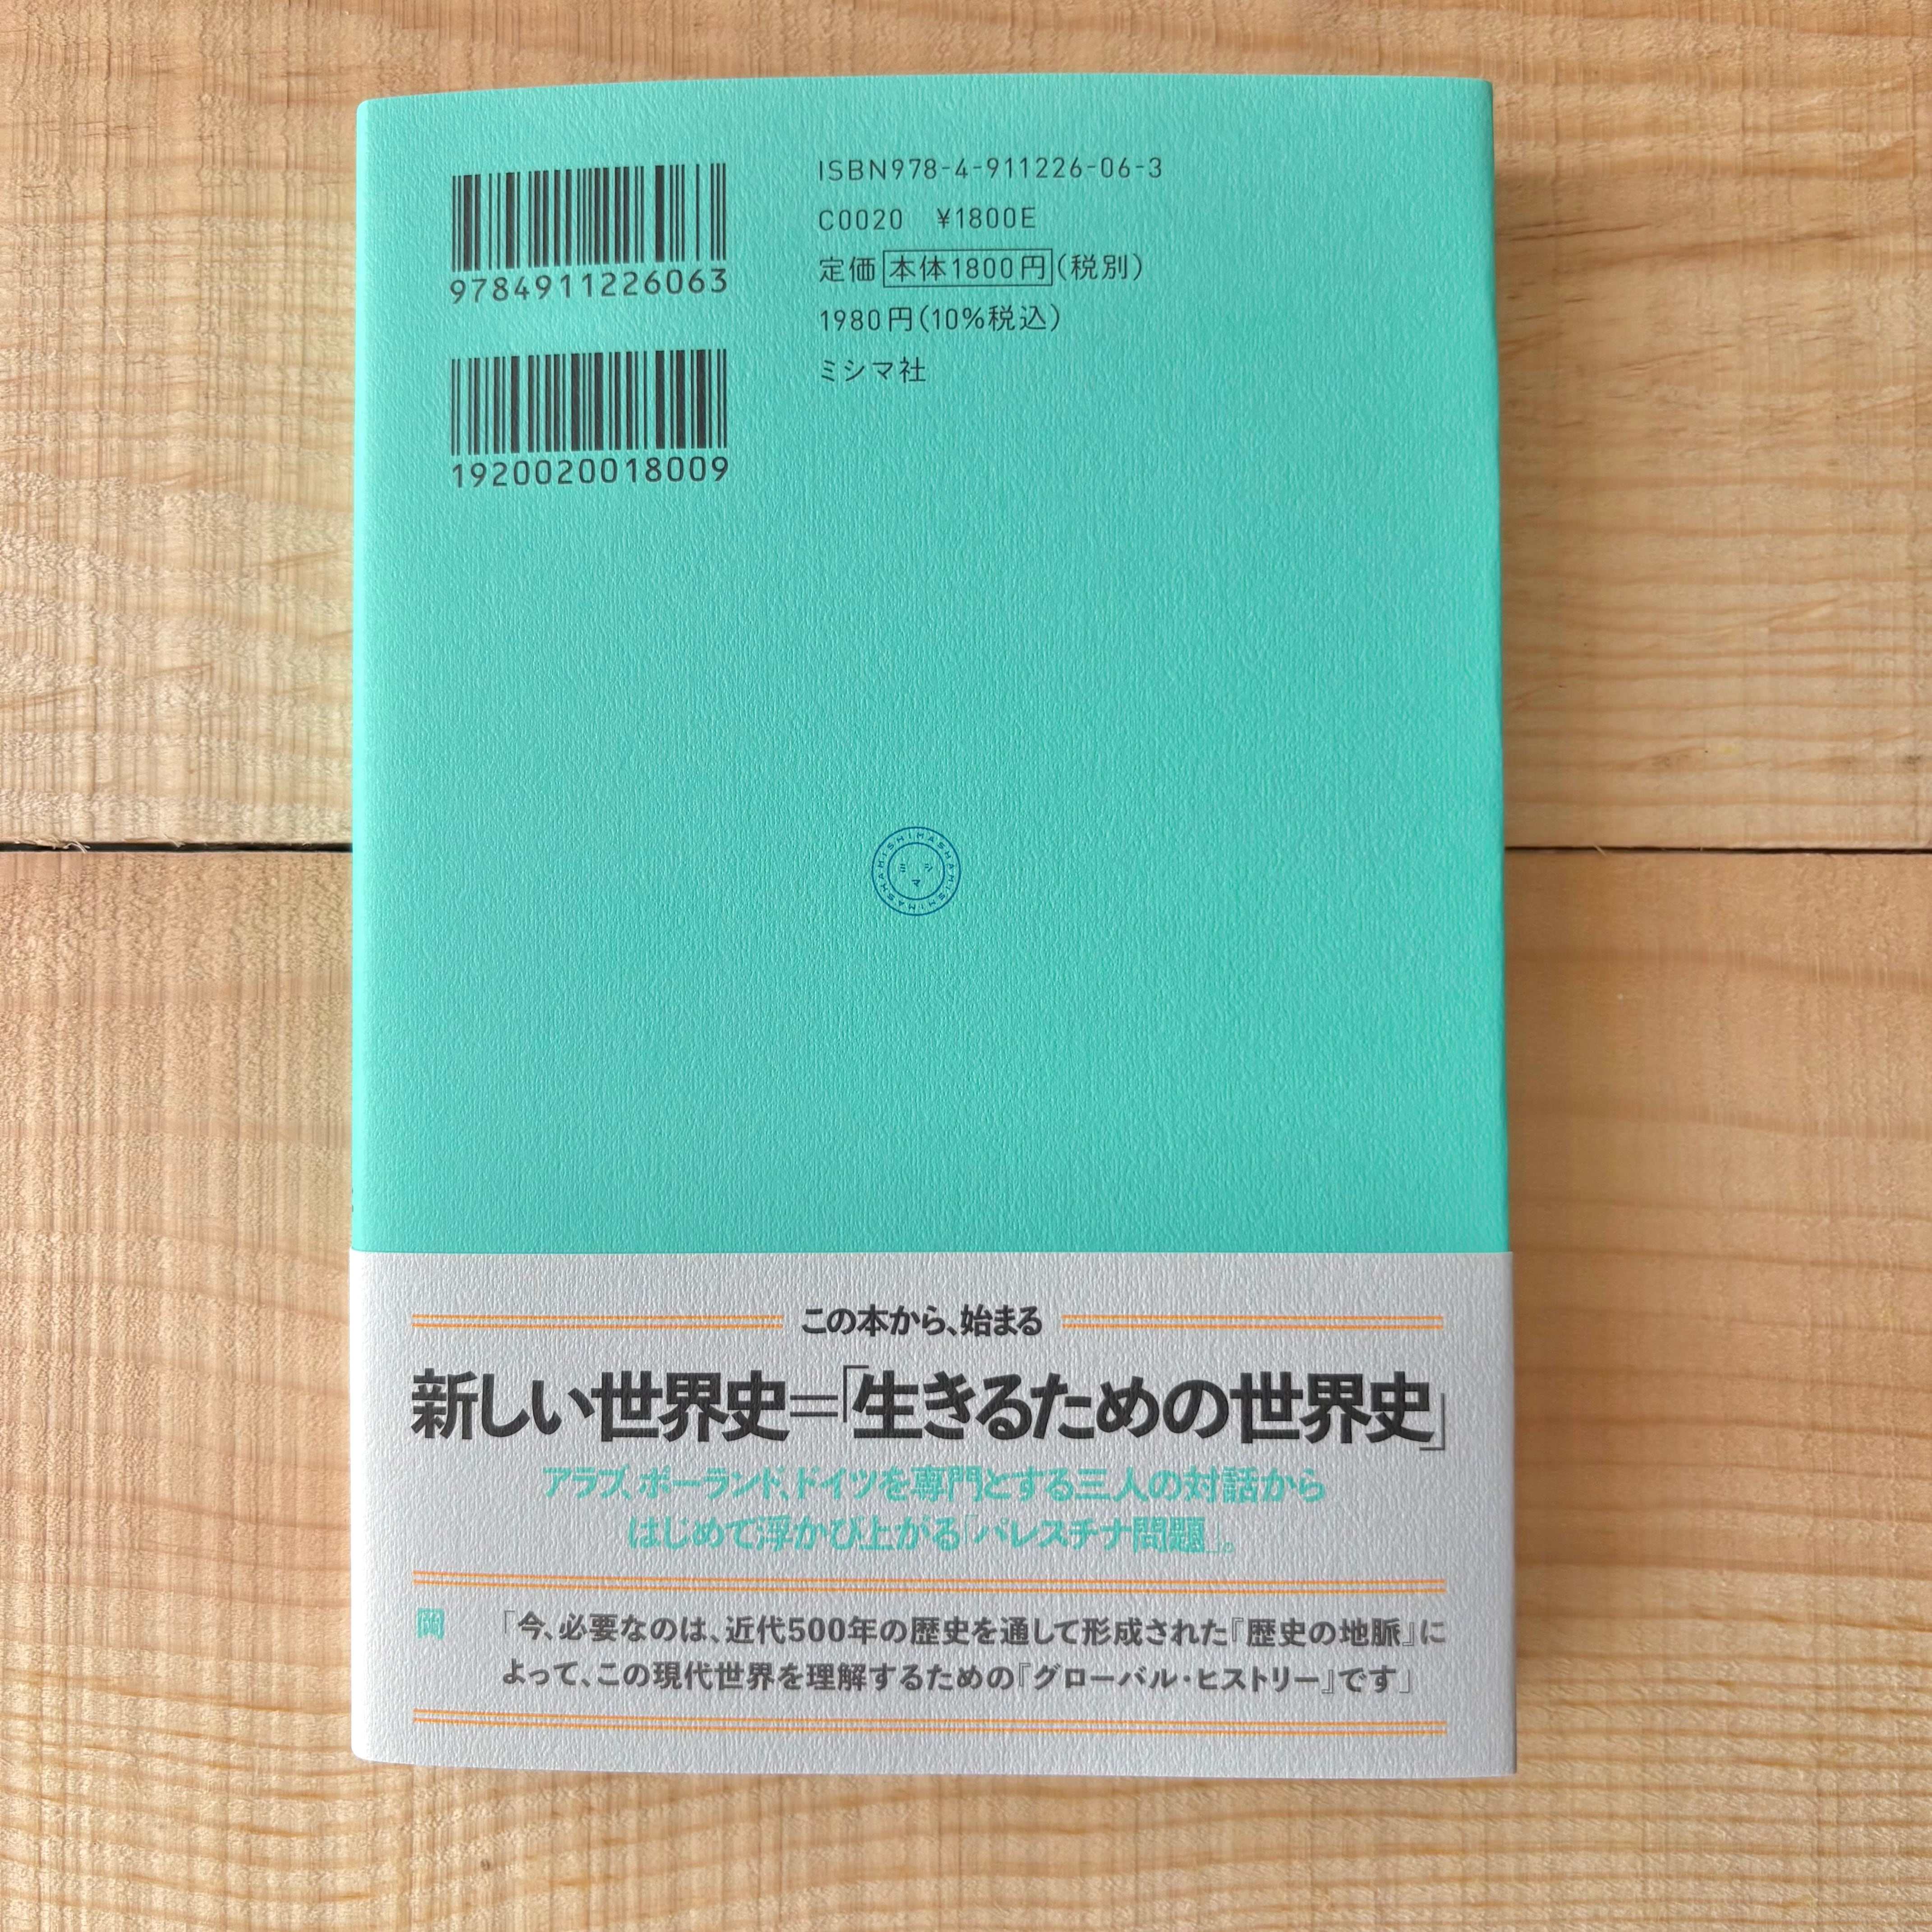 9784911226063
1920020018009
ISBN978-4-911226-06-3
C0020 ¥1800E
定価 本体1800円(税別)
1980円(10%税込)
ミシマ社
MISHIMASHA MISHIMASHA
ミシマ
この本から、始まる
新しい世界史=「生きるための世界史」
アラブ、ポーランド、ドイツを専門とする三人の対話から
はじめて浮かび上がる「パレスチナ問題」。
岡 「今、必要なのは、近代500年の歴史を通して形成された『歴史の地脈』に
よって、この現代世界を理解するための『グローバル・ヒストリー』です」